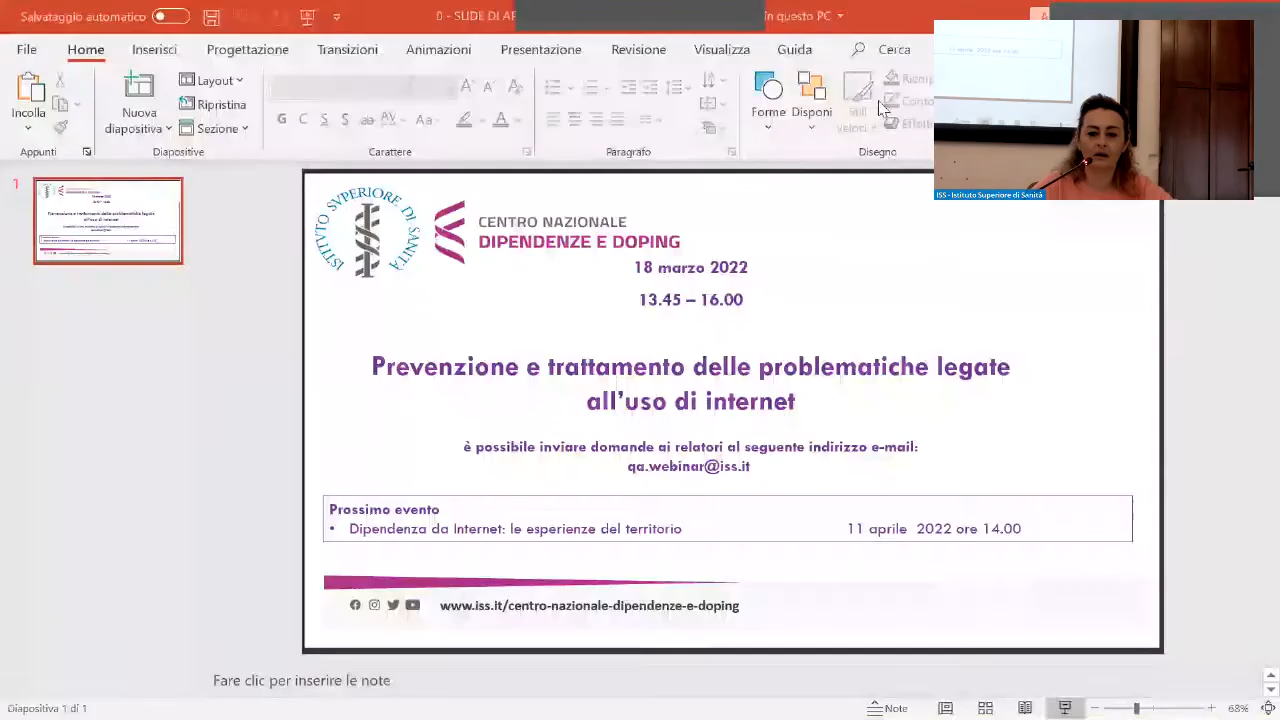 Salvataggio automatico
0 - SLIDE DI
File Home Inserisci Progettazione Transizioni Animazioni Presentazione Revisione Visualizza Guida Cerca
Incolla
Nuova
diapositiva
Layout
Ripristina
Sezione
Forme Disponi
Appunti Diapositive Carattere Paragrafo Disegno
1
ISTITUTO SUPERIORE DI SANITÀ
CENTRO NAZIONALE
DIPENDENZE E DOPING
18 marzo 2022
13.45 – 16.00
Prevenzione e trattamento delle problematiche legate
all’uso di internet
è possibile inviare domande ai relatori al seguente indirizzo e-mail:
qa.webinar@iss.it
Prossimo evento
• Dipendenza da Internet: le esperienze del territorio 11 aprile 2022 ore 14.00
www.iss.it/centro-nazionale-dipendenze-e-doping
ISS - Istituto Superiore di Sanità
Fare clic per inserire le note
Diapositiva 1 di 1
Note
68%